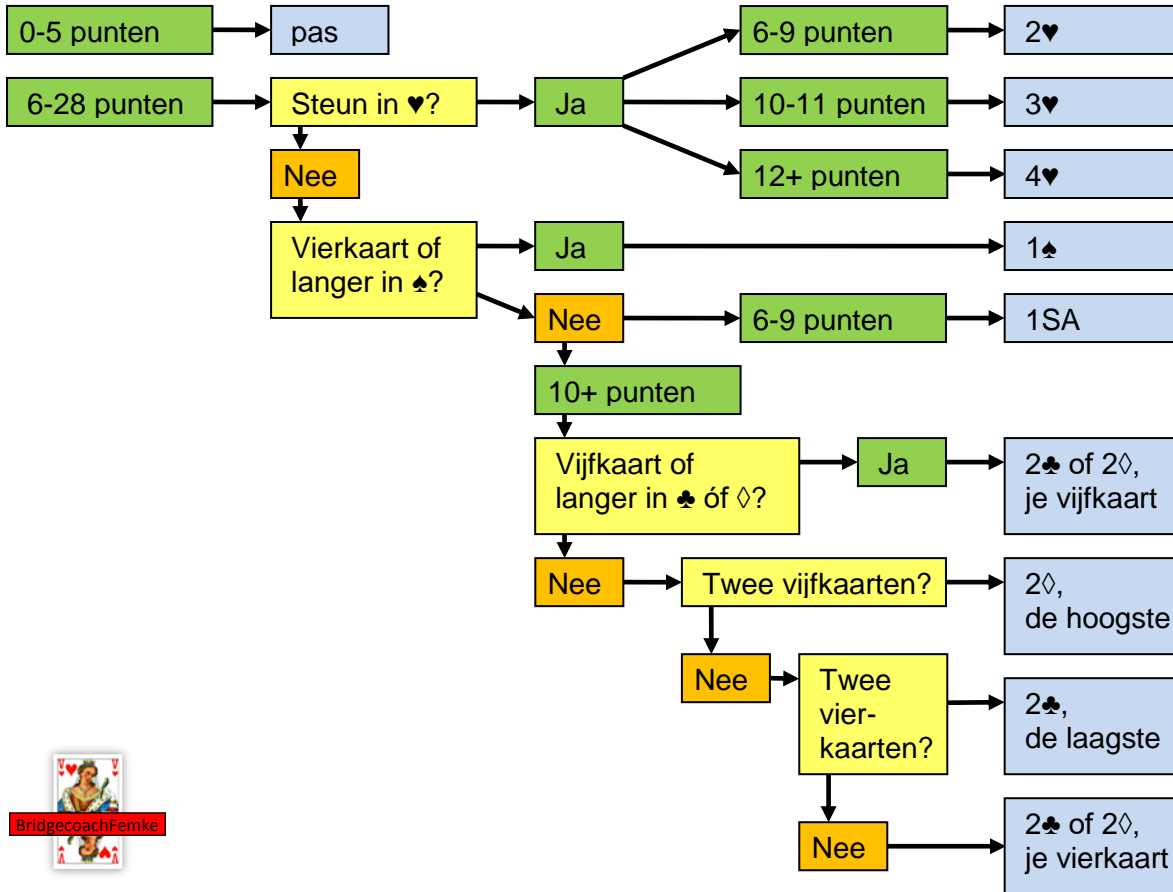 0-5 punten
pas
6-9 punten
2♥
6-28 punten
Steun in ♥?
Ja
10-11 punten
3♥
Nee
12+ punten
4♥
Vierkaart of
langer in ♠?
Ja
1♠
Nee
6-9 punten
1SA
10+ punten
Vijfkaart of
langer in ♣ óf ◊?
Ja
2♣ of 2◊,
je vijfkaart
Nee
Twee vijfkaarten?
2◊,
de hoogste
Nee
Twee
vier-
kaarten?
2♣,
de laagste
Nee
2♣ of 2◊,
je vierkaart
V
V
BridgecoachFemke
V
V